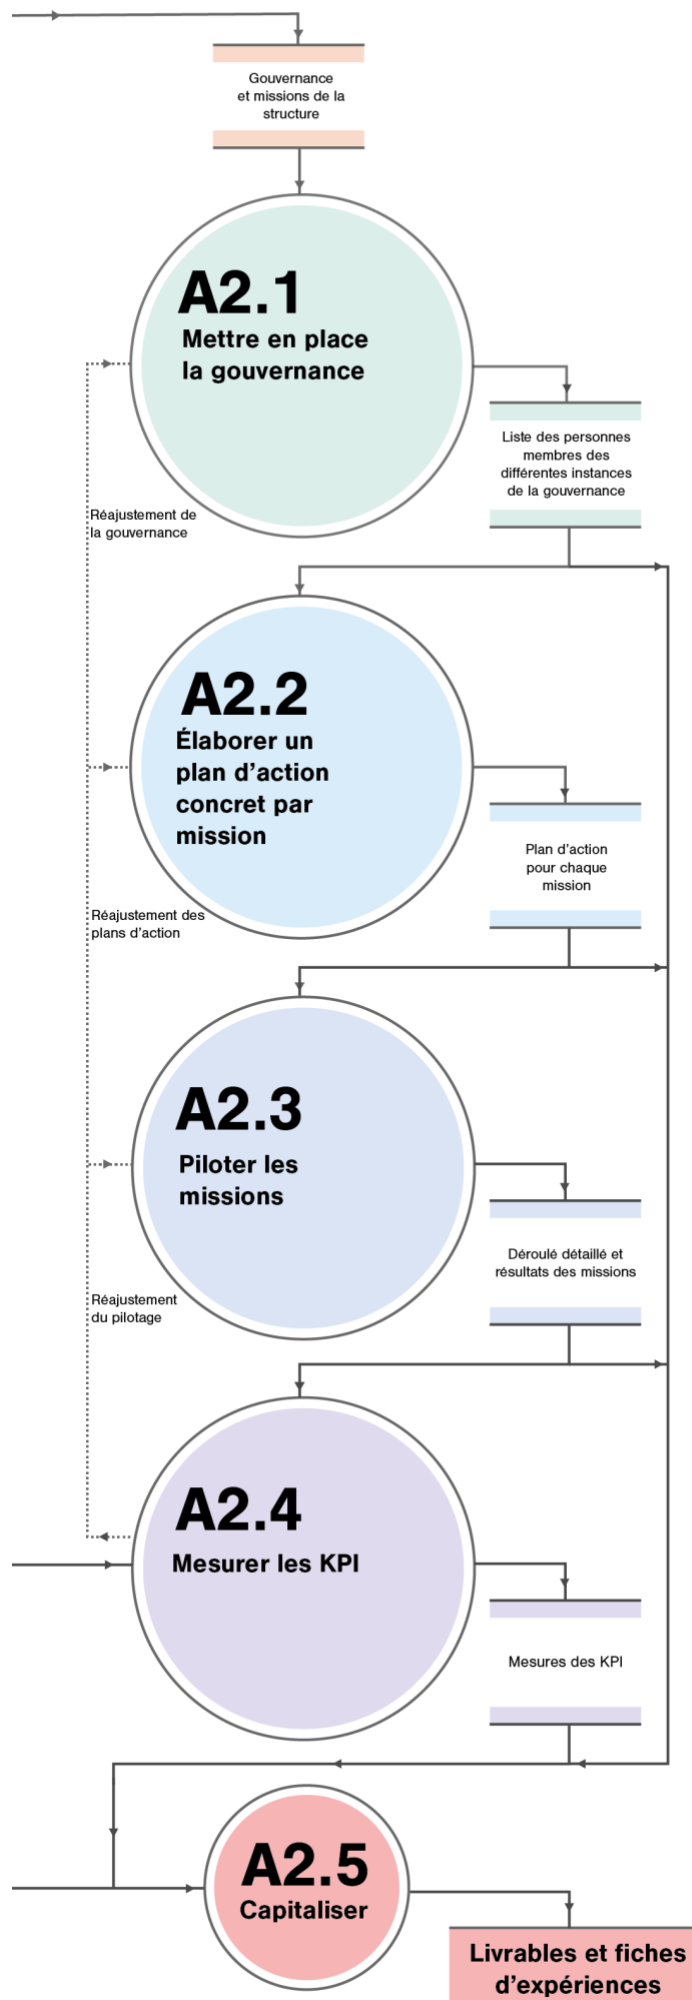 Gouvernance
et missions de la
structure
A2.1
Mettre en place
la gouvernance
Liste des personnes
membres des
différentes instances
de la gouvernance
Réajustement de
la gouvernance
A2.2
Élaborer un
plan d’action
concret par
mission
Plan d’action
pour chaque
mission
Réajustement des
plans d’action
A2.3
Piloter les
missions
Déroulé détaillé et
résultats des missions
Réajustement
du pilotage
A2.4
Mesurer les KPI
Mesures des KPI
A2.5
Capitaliser
Livrables et fiches
d’expériences